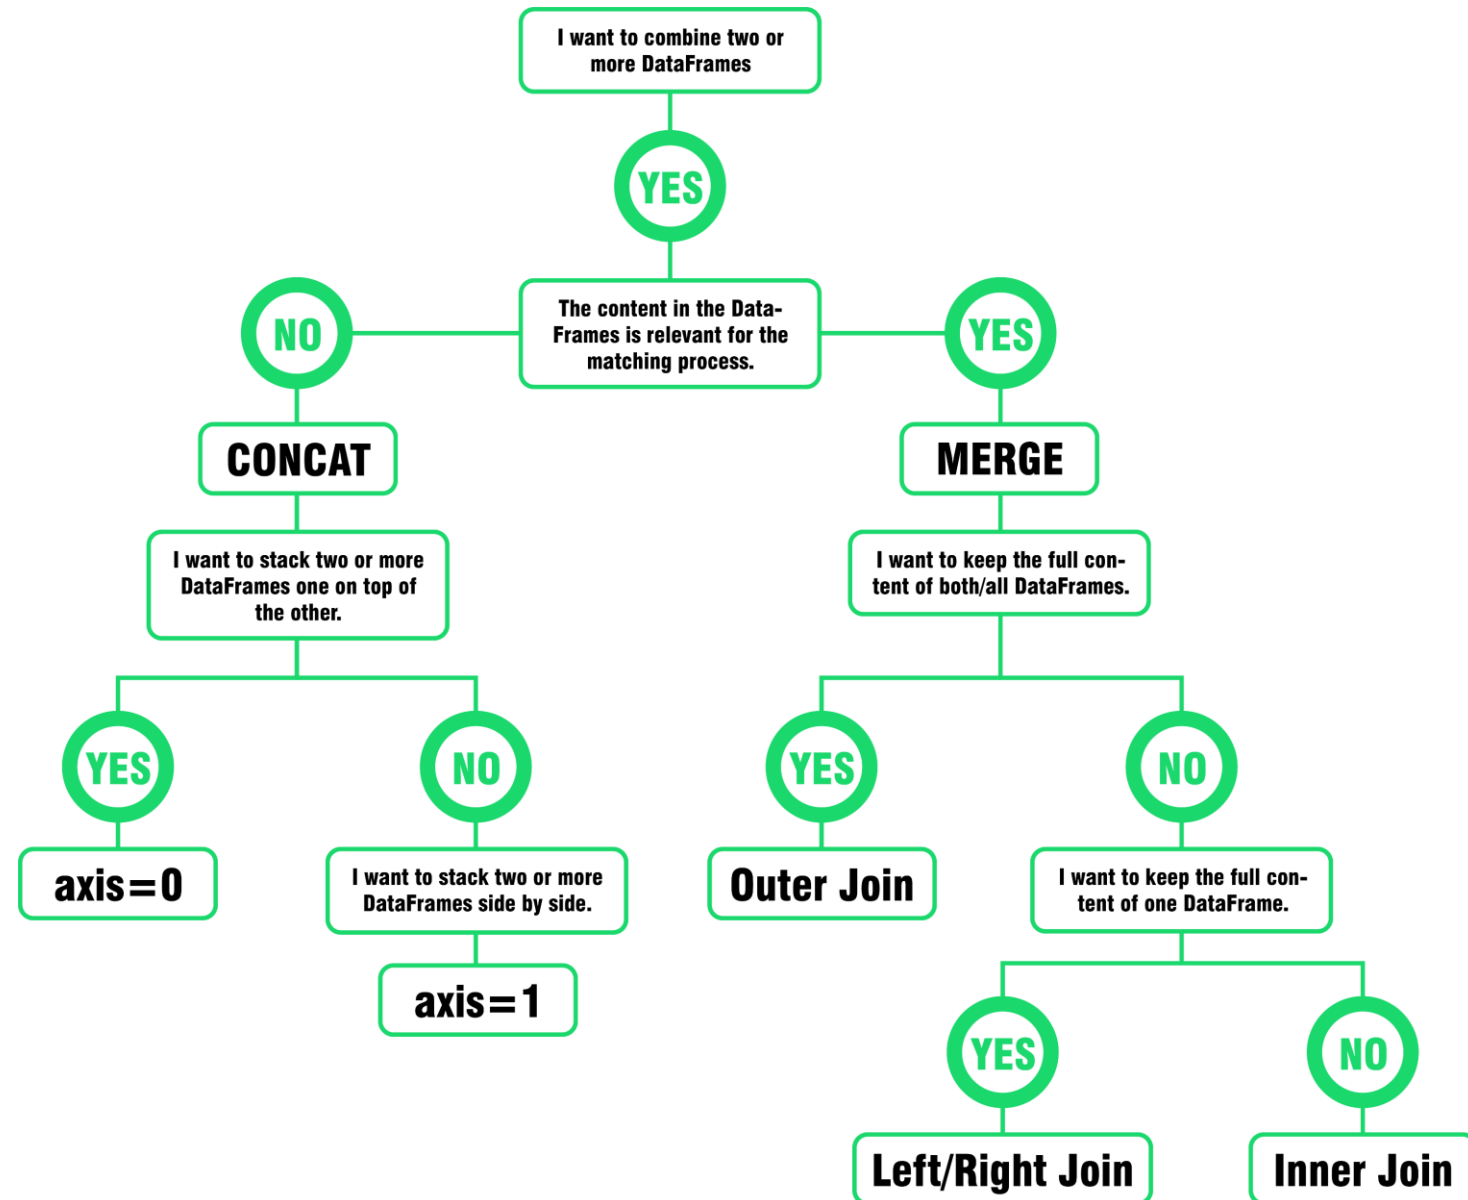 I want to combine two or
more DataFrames
YES
The content in the Data-
Frames is relevant for the
matching process.
NO
YES
CONCAT
MERGE
I want to stack two or more
DataFrames one on top of
the other.
I want to keep the full con-
tent of both/all DataFrames.
YES
NO
YES
NO
axis=0
I want to stack two or more
DataFrames side by side.
Outer Join
I want to keep the full con-
tent of one DataFrame.
axis=1
YES
NO
Left/Right Join
Inner Join